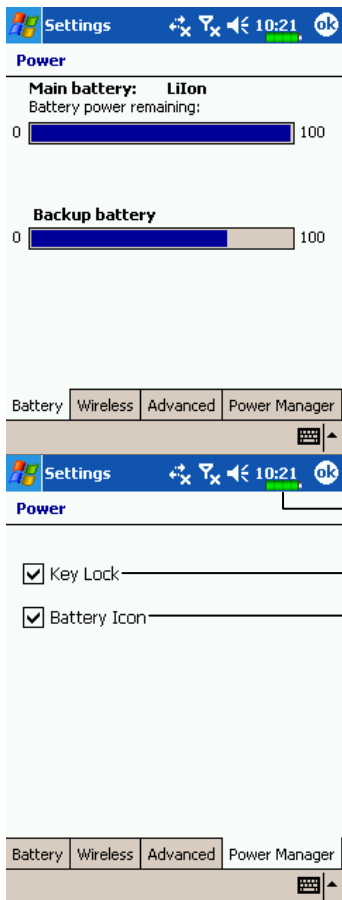 Settings 10:21 ok
Power
Main battery: LiIon
Battery power remaining:
0 100
Backup battery
0 100
Battery Wireless Advanced Power Manager
Settings 10:21 ok
Power
Key Lock
Battery Icon
Battery Wireless Advanced Power Manager